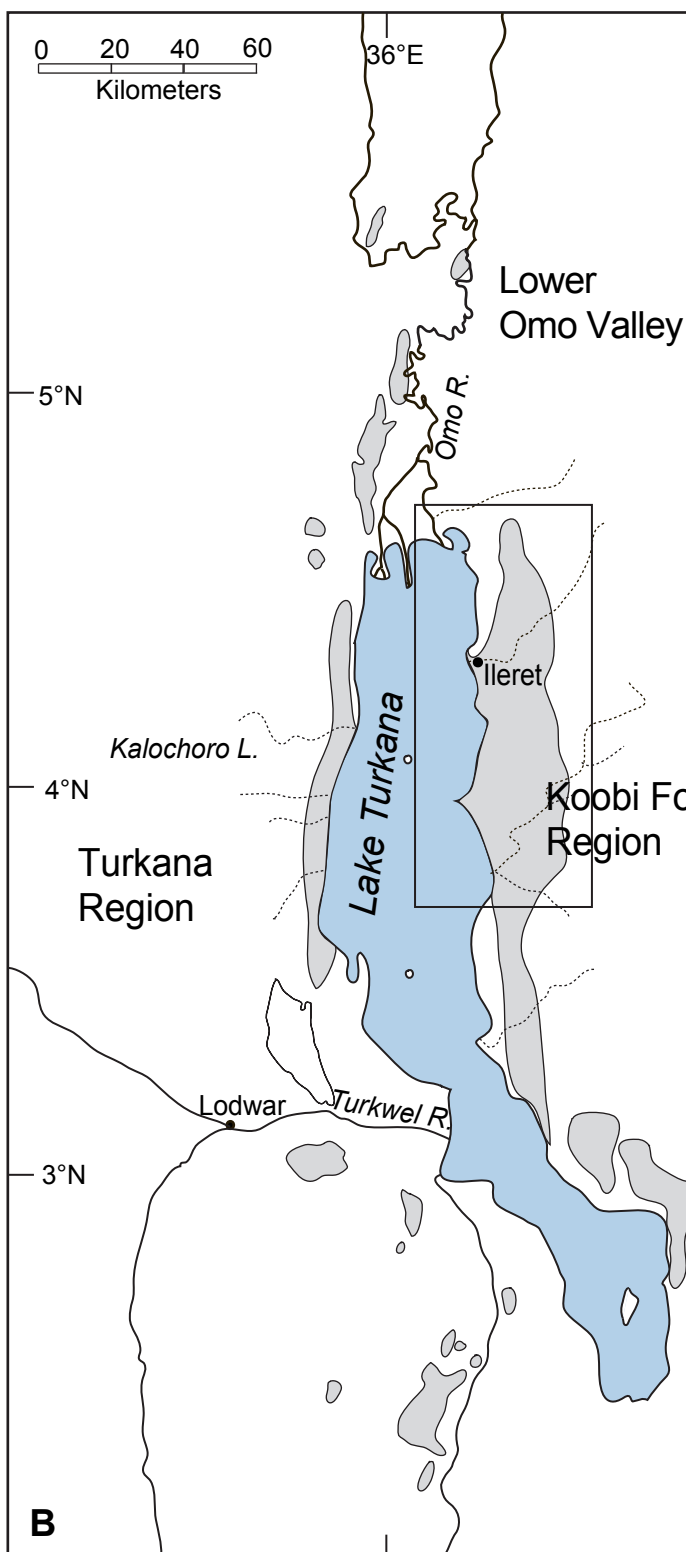 0 20 40 60
Kilometers
36°E
Lower
Omo Valley
5°N
Omo R.
Ileret
Lake Turkana
Kalochoro L.
4°N
Koobi Fo
Region
Turkana
Region
Lodwar
Turkwel R.
3°N
B